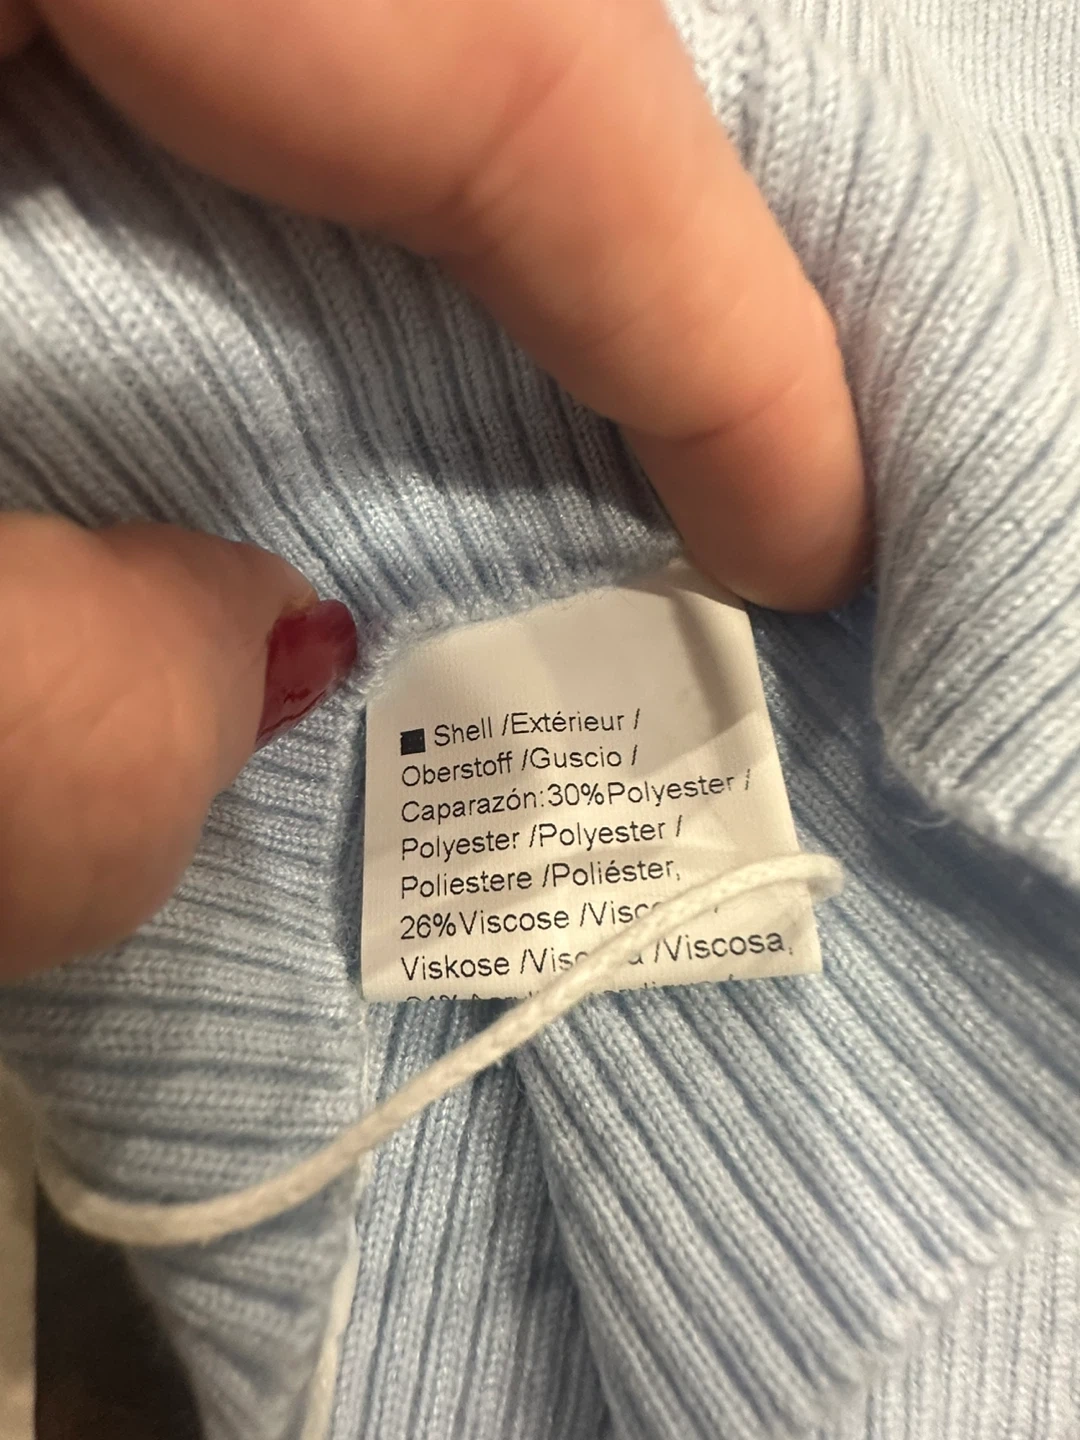 Shell /Extérieur /
Oberstoff /Guscio /
Caparazón:30%Polyester /
Polyester /Polyester /
Poliestere /Poliéster,
26%Viscose /
Viskose /Viscosa,